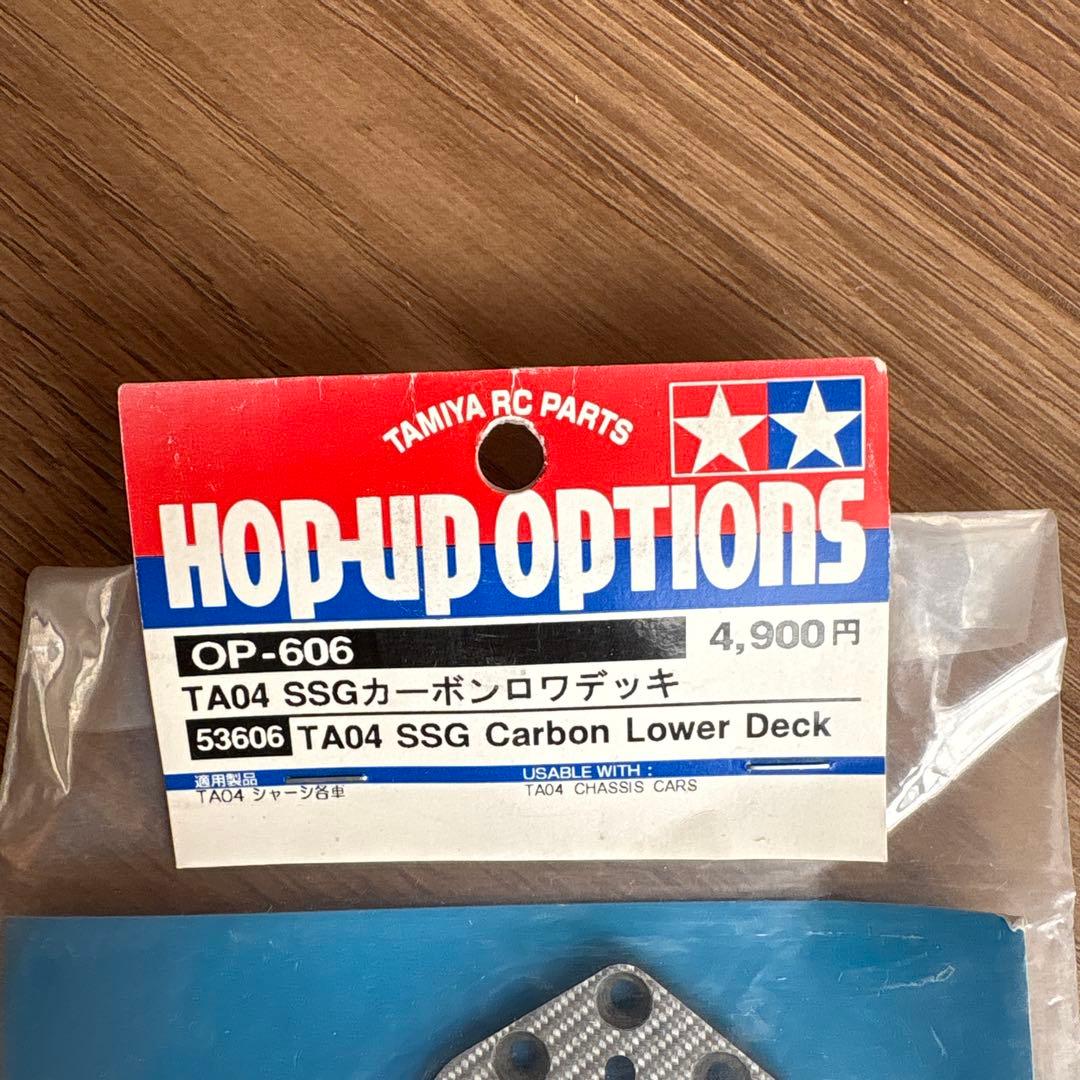 TAMIYA RC PARTS
HOP-UP OPTIONS
OP-606 4,900円
TA04 SSGカーボンロワデッキ
53606 TA04 SSG Carbon Lower Deck
適用製品
TA04 シャーシ各車
USABLE WITH :
TA04 CHASSIS CARS